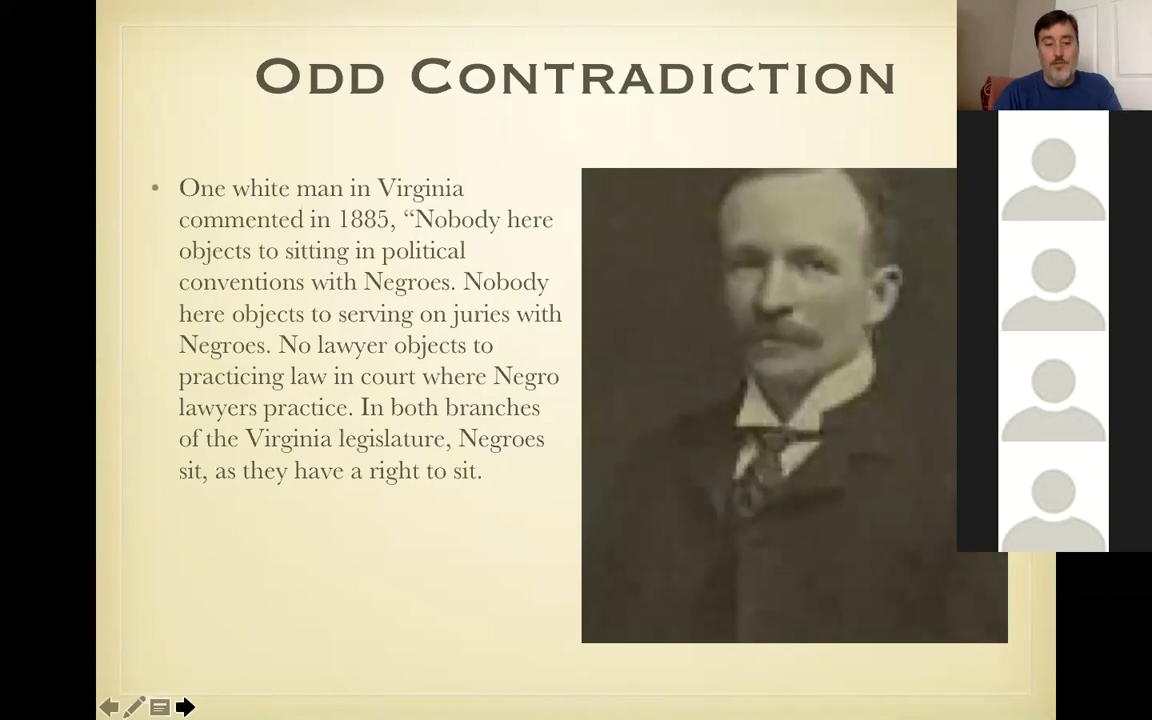 ODD CONTRADICTION
• One white man in Virginia
commented in 1885, “Nobody here
objects to sitting in political
conventions with Negroes. Nobody
here objects to serving on juries with
Negroes. No lawyer objects to
practicing law in court where Negro
lawyers practice. In both branches
of the Virginia legislature, Negroes
sit, as they have a right to sit.